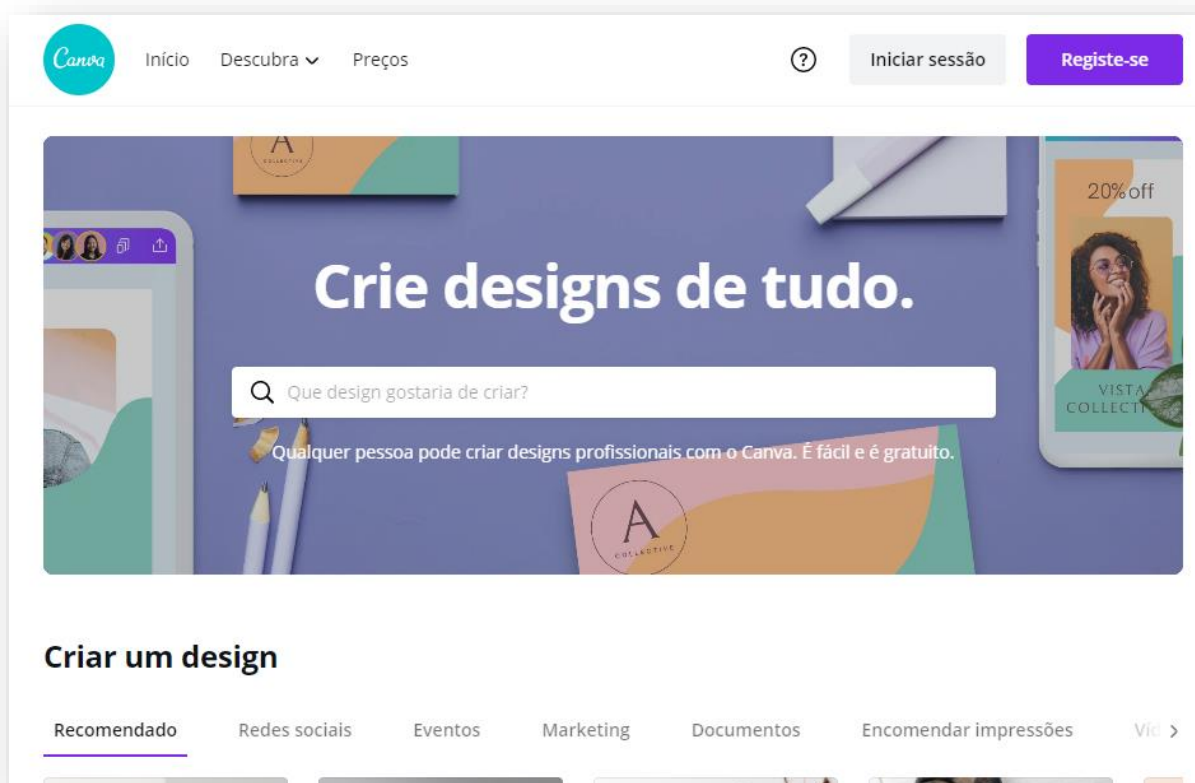 Canva
Início
Descubra
Preços
?
Iniciar sessão
Registe-se
A
COLLECTIVE
20% off
Crie designs de tudo.
Que design gostaria de criar?
VISTA
Qualquer pessoa pode criar designs profissionais com o Canva. É fácil e é gratuito.
A
COLLECTIVE
Criar um design
Recomendado
Redes sociais
Eventos
Marketing
Documentos
Encomendar impressões